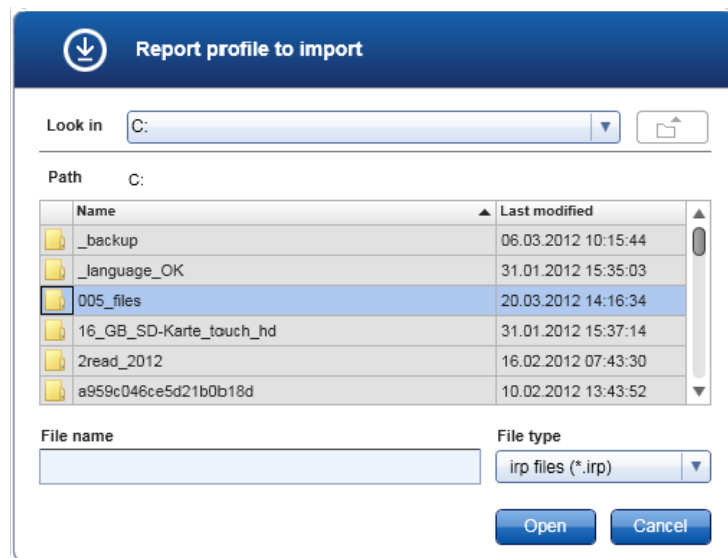 Report profile to import
Look in C:
Path C:
Name Last modified
_backup 06.03.2012 10:15:44
_language_OK 31.01.2012 15:35:03
005_files 20.03.2012 14:16:34
16_GB_SD-Karte_touch_hd 31.01.2012 15:37:14
2read_2012 16.02.2012 07:43:30
a959c046ce5d21b0b18d 10.02.2012 13:43:52
File name File type
irp files (*.irp)
Open Cancel